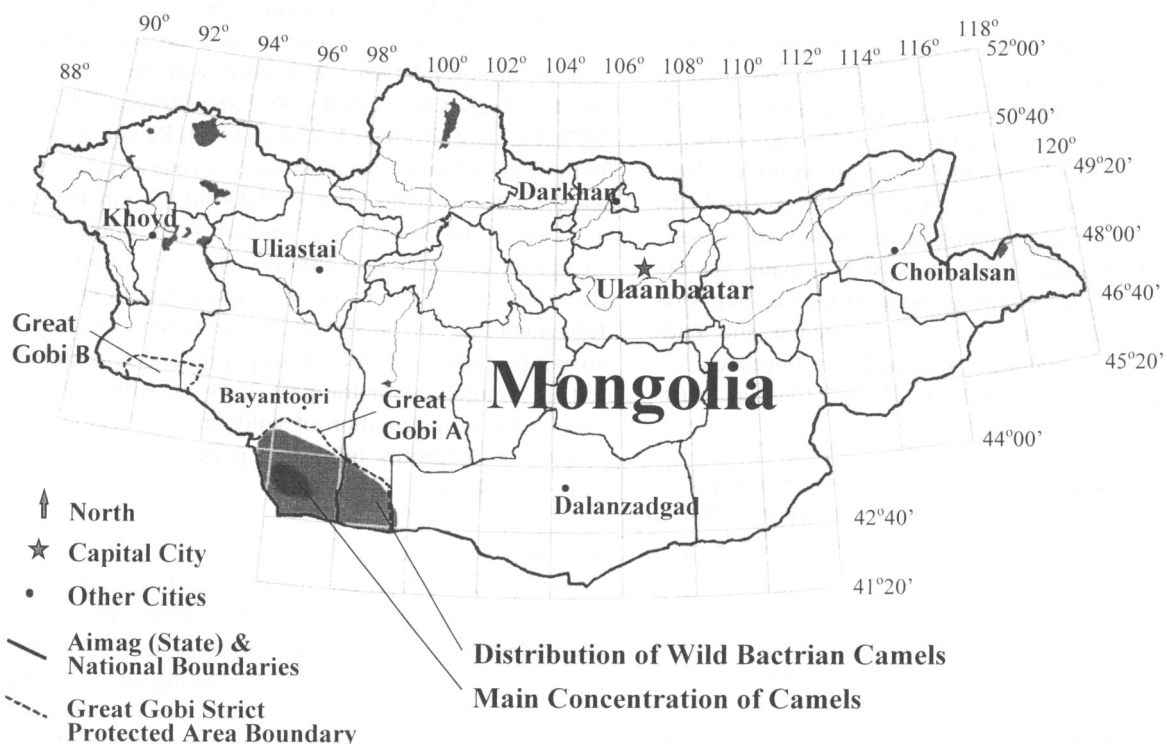 88°
90°
92°
94°
96°
98°
100°
102°
104°
106°
108°
110°
112°
114°
116°
118°
52°00'
50°40'
120°
49°20'
48°00'
46°40'
45°20'
44°00'
42°40'
41°20'
Khovd
Uliastai
Darkhan
Ulaanbaatar
Choibalsan
Great
Gobi B
Bayantoori
Great
Gobi A
Mongolia
Dalanzadgad
North
Capital City
Other Cities
Aimag (State) &
National Boundaries
Great Gobi Strict
Protected Area Boundary
Distribution of Wild Bactrian Camels
Main Concentration of Camels